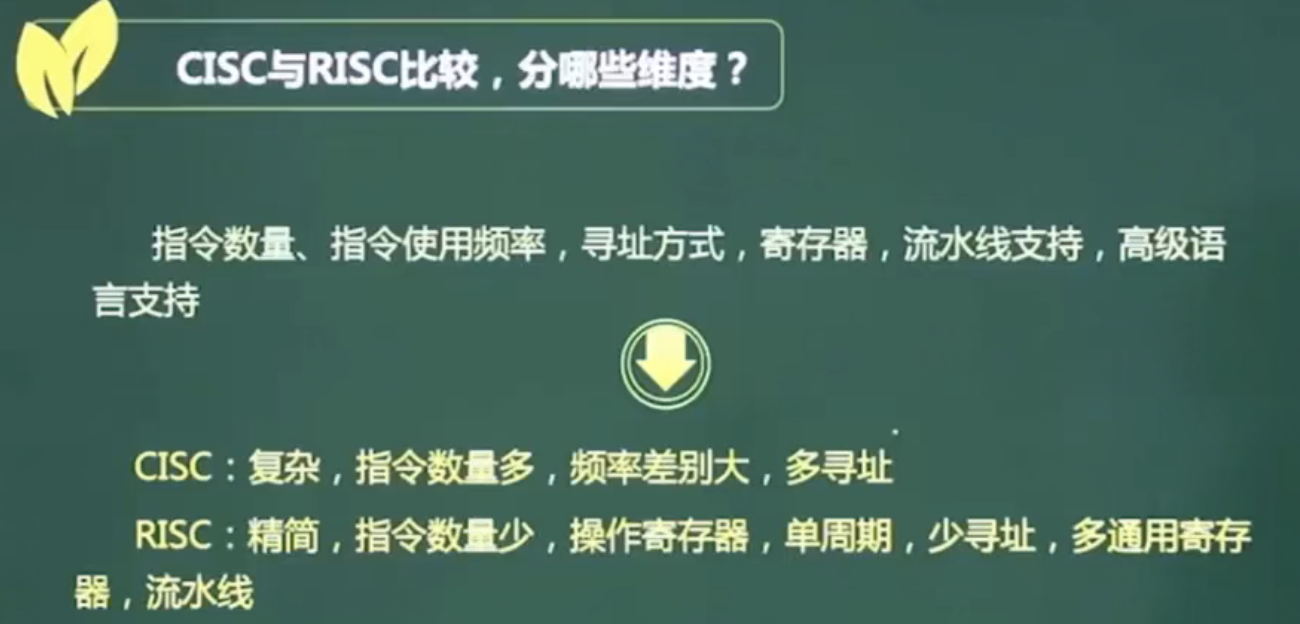 CISC与RISC比较，分哪些维度？
指令数量、指令使用频率，寻址方式，寄存器，流水线支持，高级语
言支持
CISC：复杂，指令数量多，频率差别大，多寻址
RISC：精简，指令数量少，操作寄存器，单周期，少寻址，多通用寄存
器，流水线